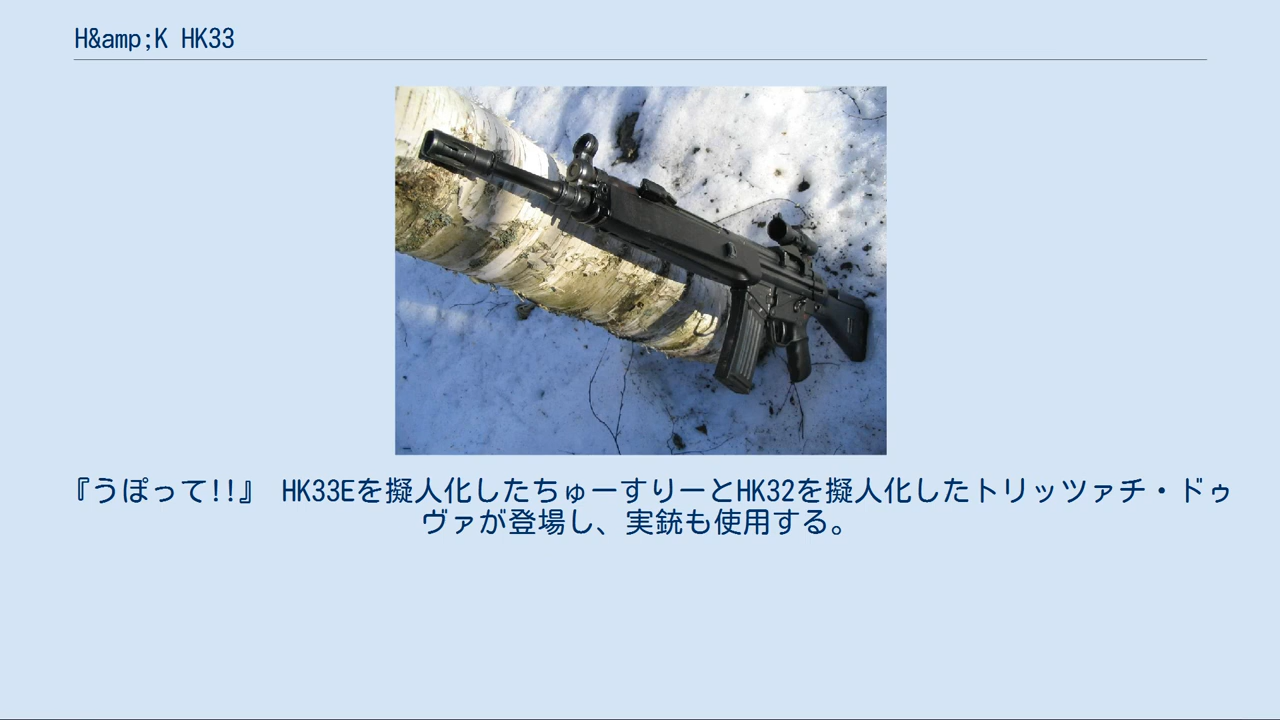 H&amp;K HK33
『うぽって!!』 HK33Eを擬人化したちゅーすりーとHK32を擬人化したトリッツァチ・ドゥ
ヴァが登場し、実銃も使用する。